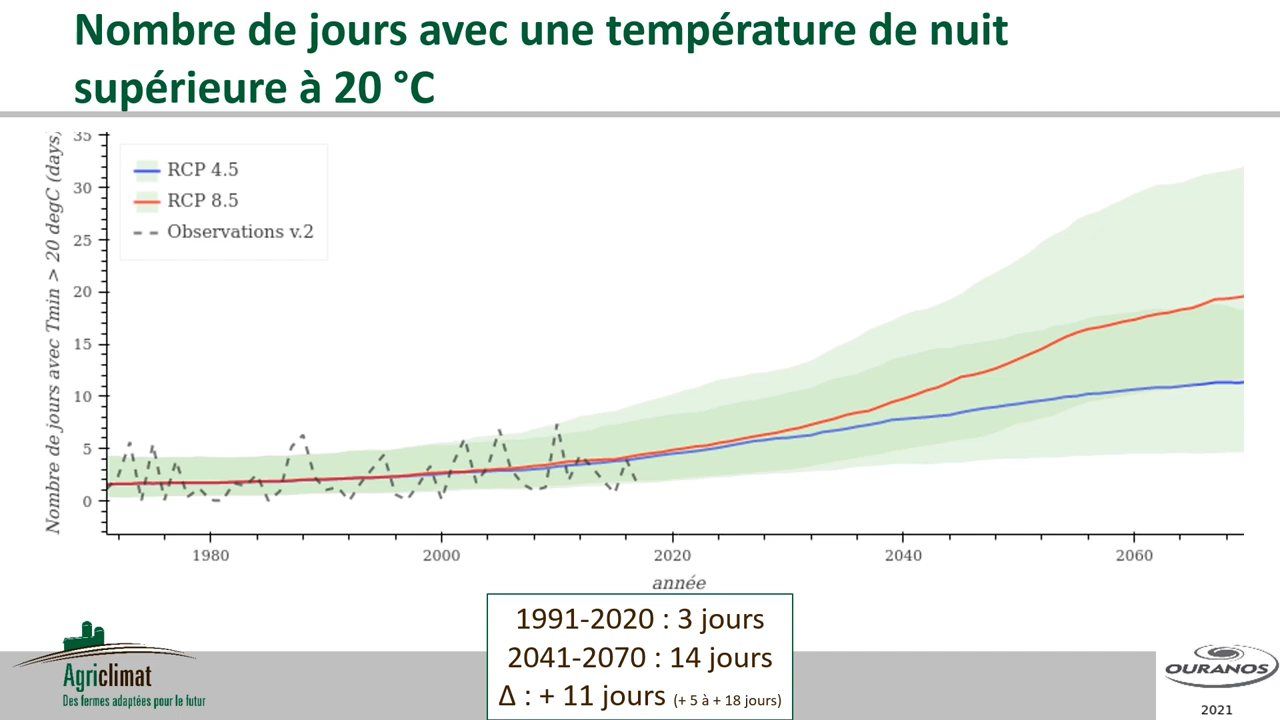 Nombre de jours avec une température de nuit
supérieure à 20 °C
Nombre de jours avec Tmin > 20 degC (days)
35
30
25
20
15
10
5
0
RCP 4.5
RCP 8.5
Observations v.2
1980
2000
2020
2040
2060
année
1991-2020 : 3 jours
2041-2070 : 14 jours
Δ : + 11 jours (+ 5 à + 18 jours)
Agriclimat
Des fermes adaptées pour le futur
OURANOS
2021